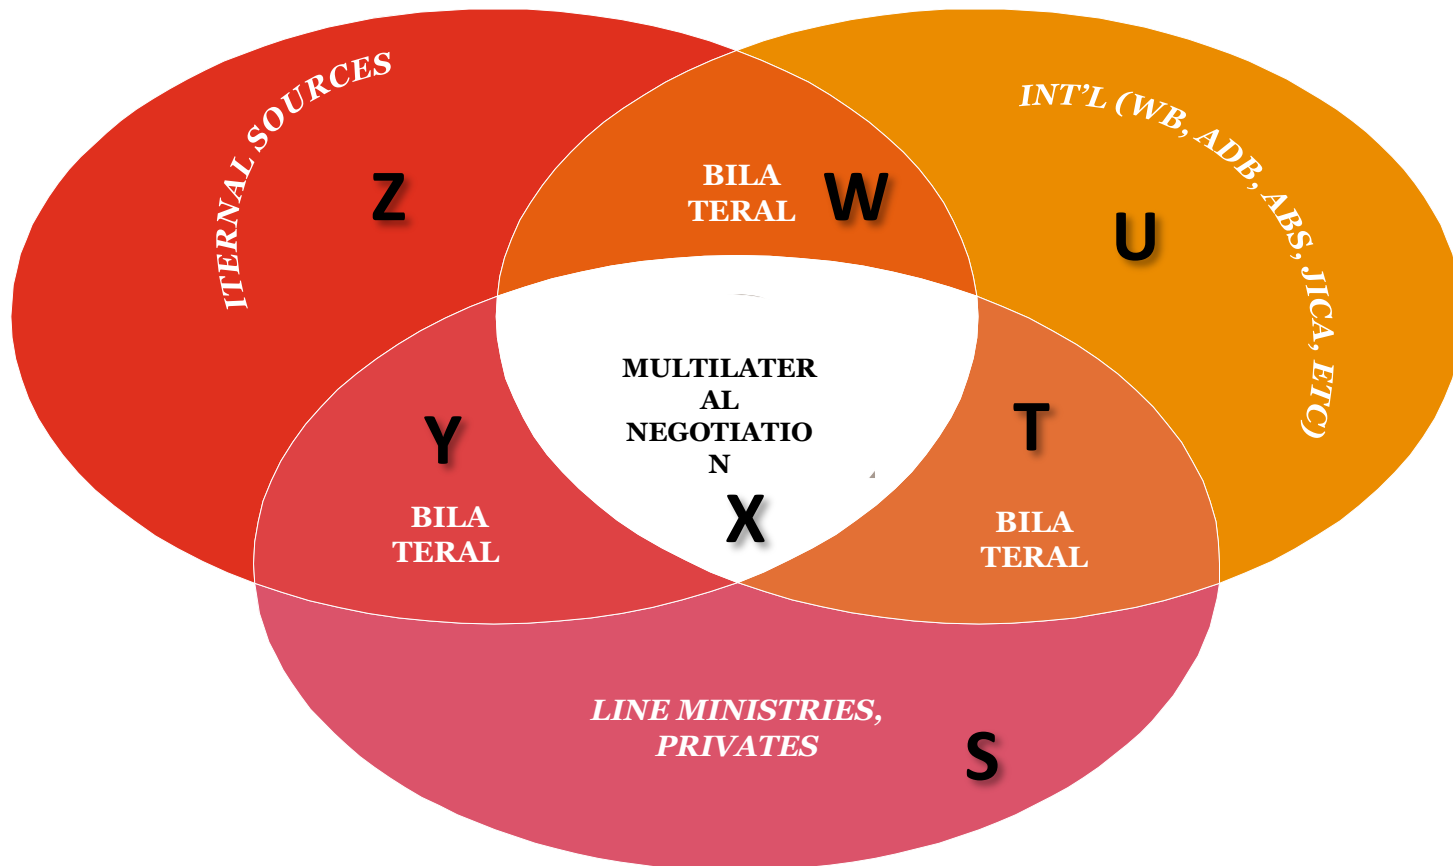 ITERNAL SOURCES
INT’L (WB, ADB, ABS, JICA, ETC)
Z
BILA
TERAL
W
U
MULTILATER
AL
NEGOTIATIO
N
X
Y
BILA
TERAL
T
BILA
TERAL
LINE MINISTRIES,
PRIVATES
S